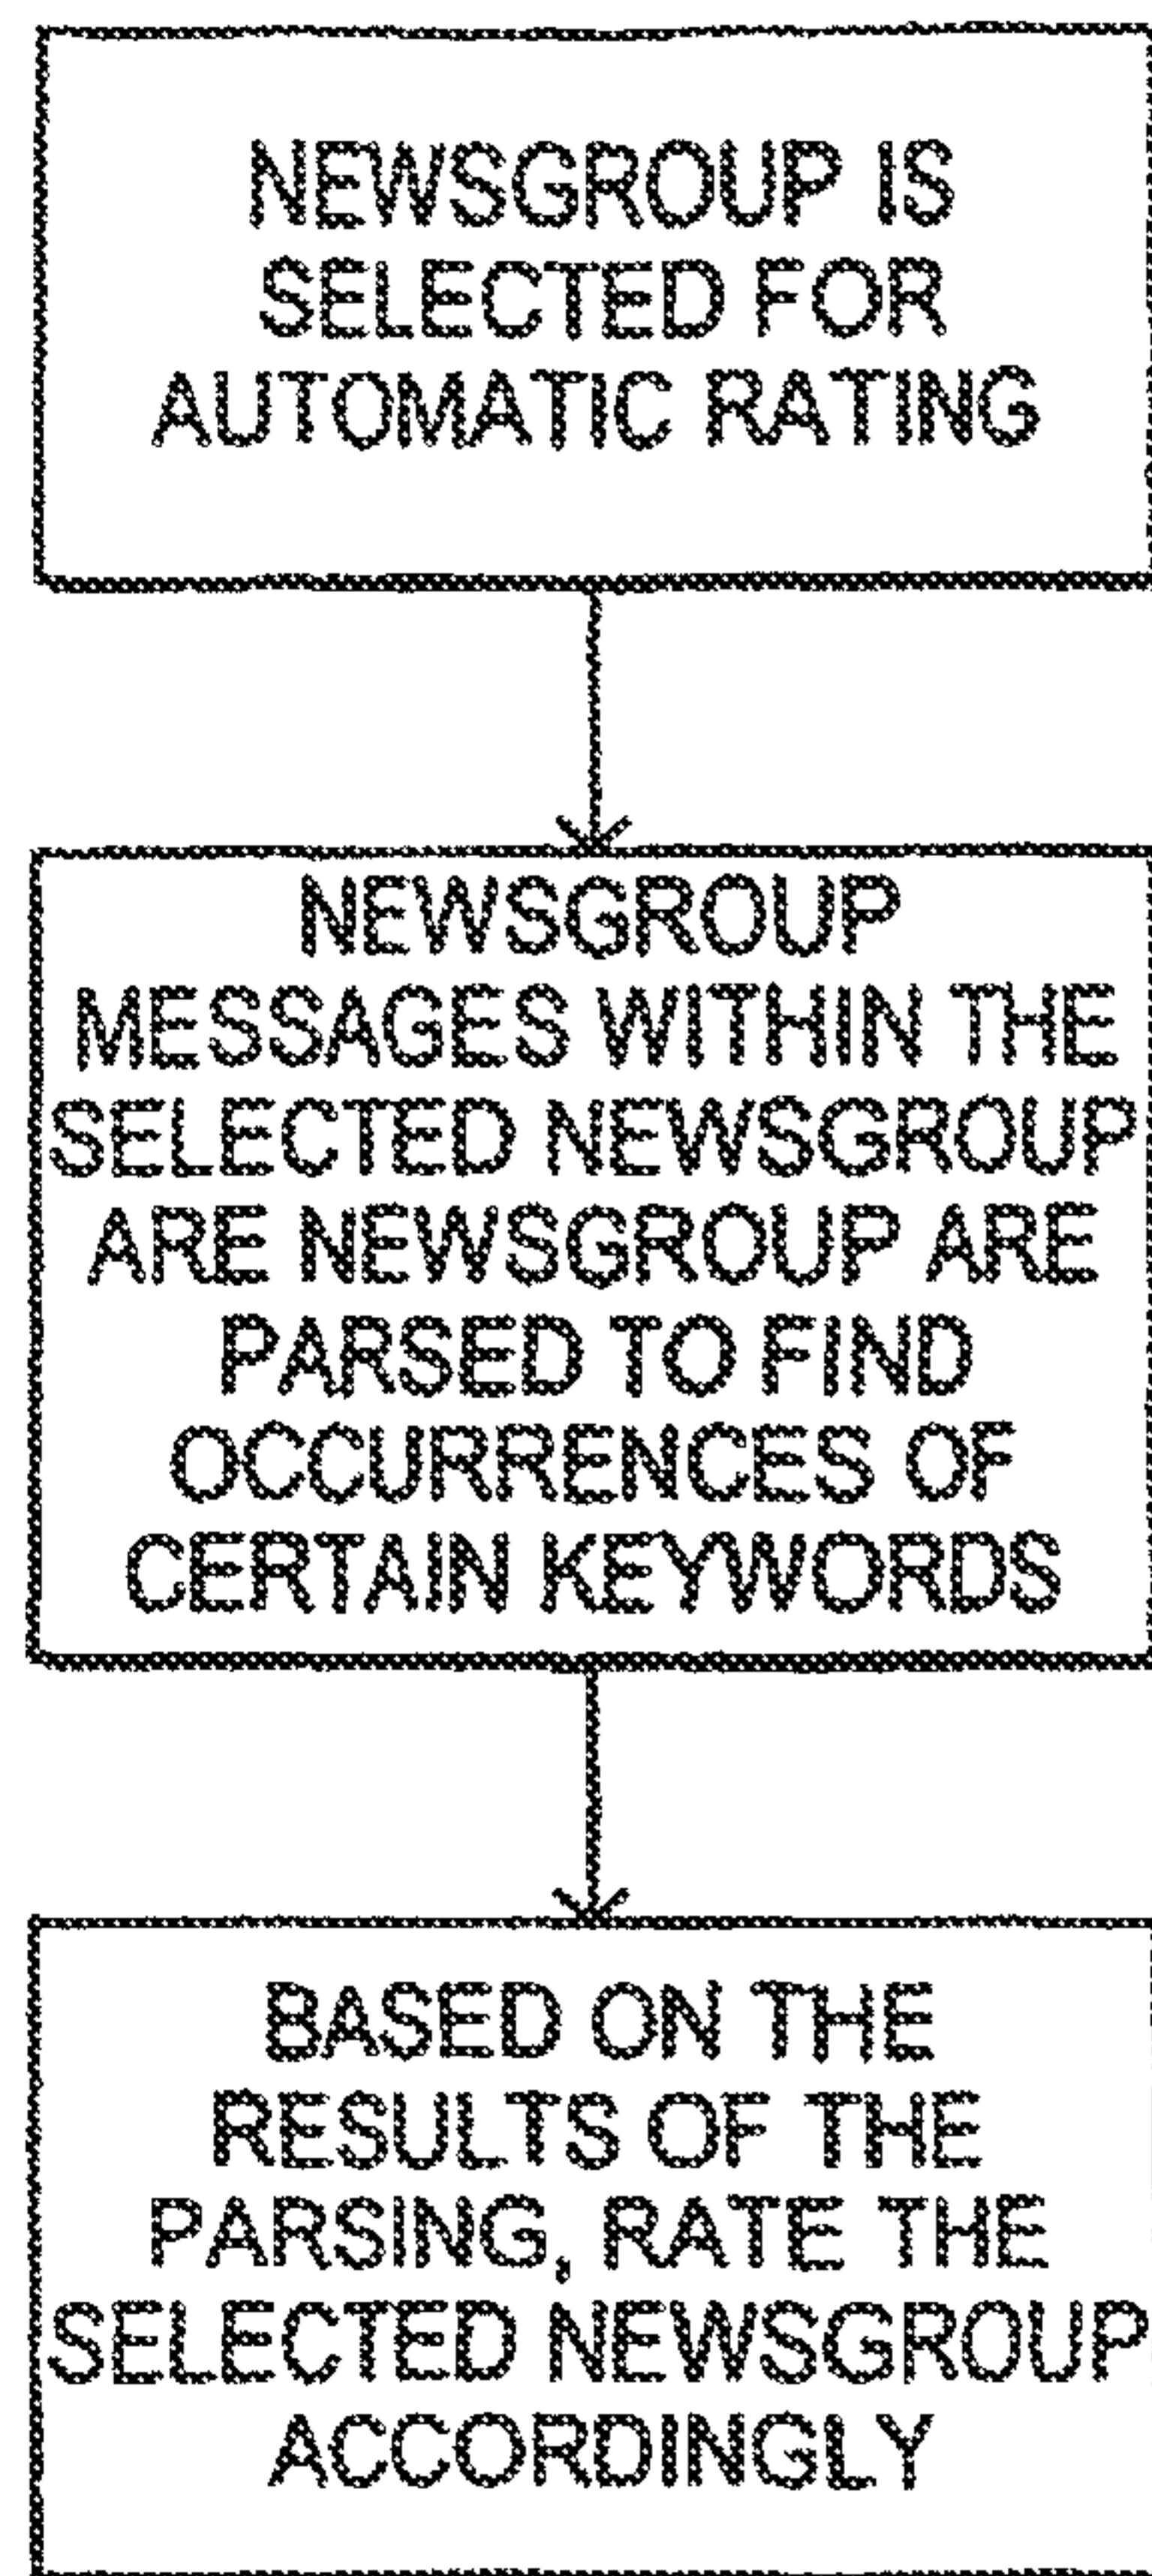 NEWSGROUP IS
SELECTED FOR
AUTOMATIC RATING
NEWSGROUP
MESSAGES WITHIN THE
SELECTED NEWSGROUP
ARE NEWSGROUP ARE
PARSED TO FIND
OCCURRENCES OF
CERTAIN KEYWORDS
BASED ON THE
RESULTS OF THE
PARSING, RATE THE
SELECTED NEWSGROUP
ACCORDINGLY